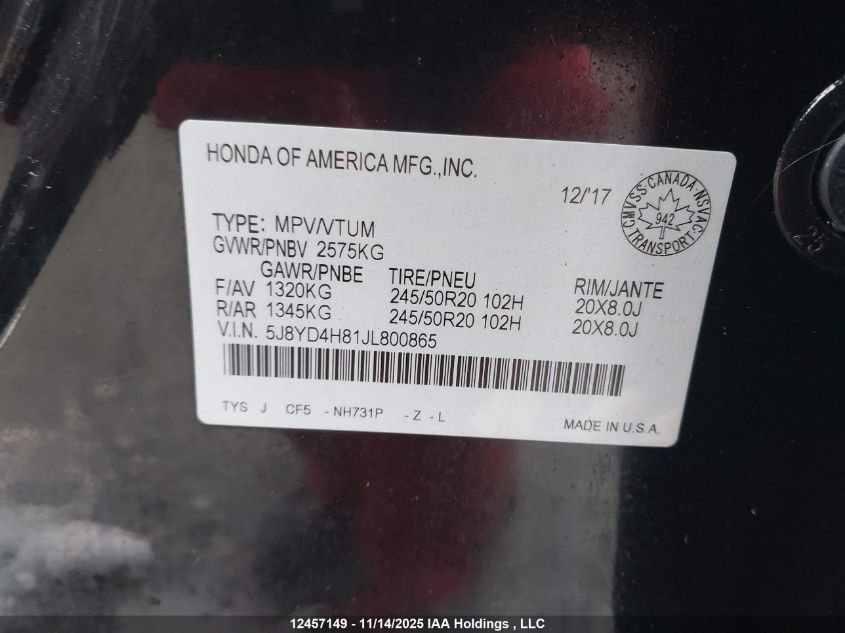 HONDA OF AMERICA MFG.,INC.
12/'17
CMVSS·CANADA·NSVAC·TRANSPORT·
942
TYPE: MPV/VTUM
GVWR/PNBV 2575KG
GAWR/PNBE TIRE/PNEU RIM/JANTE
F/AV 1320KG 245/50R20 102H 20X8.0J
R/AR 1345KG 245/50R20 102H 20X8.0J
V.I.N. 5J8YD4H81JL800865
TYS J CF5 -NH731P -Z-L
MADE IN U.S.A.
25
12457149 - 11/14/2025 IAA Holdings , LLC